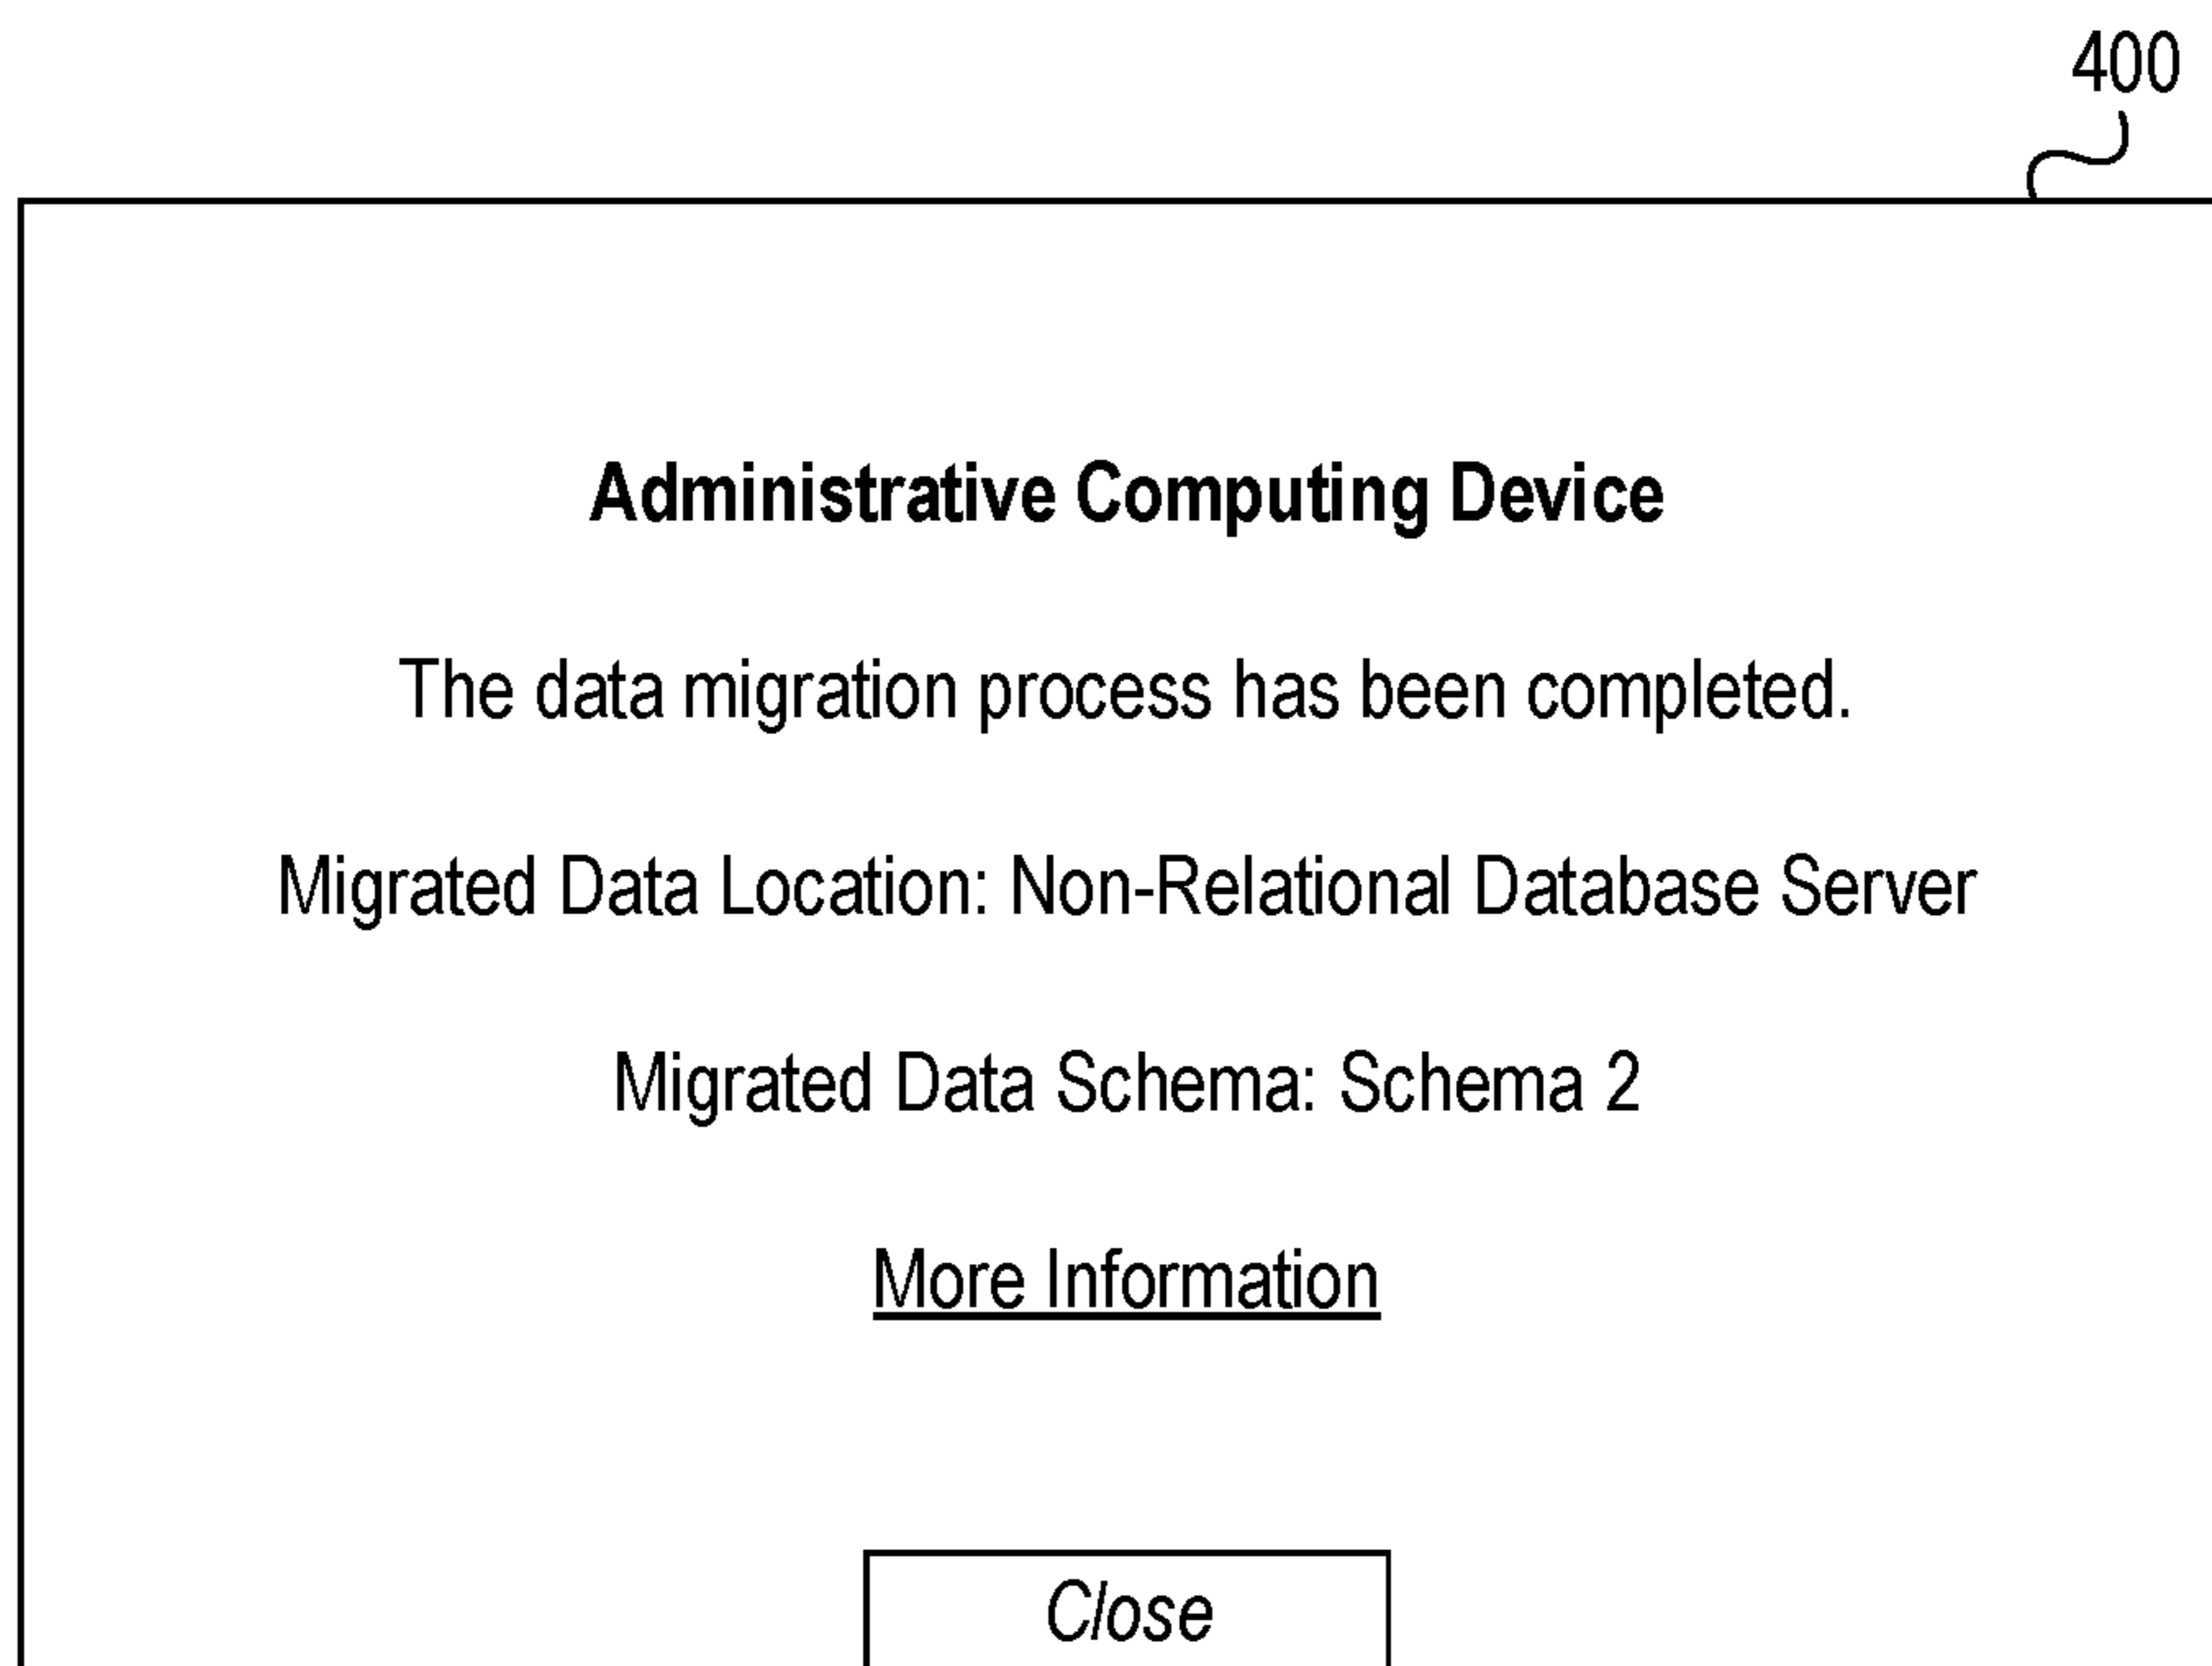 400
Administrative Computing Device
The data migration process has been completed.
Migrated Data Location: Non-Relational Database Server
Migrated Data Schema: Schema 2
More Information
Close